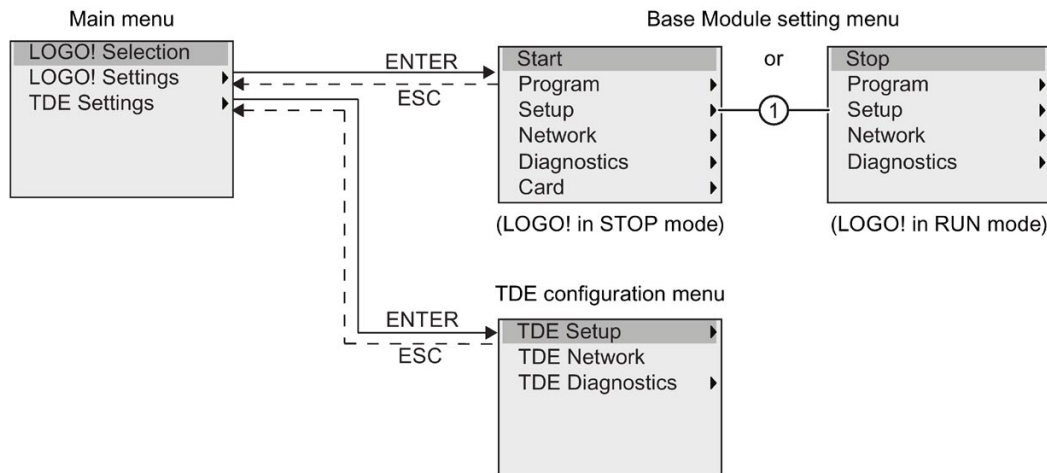 Main menu
LOGO! Selection
LOGO! Settings
TDE Settings
ENTER
ESC
Base Module setting menu
Start
Program
Setup
Network
Diagnostics
Card
(LOGO! in STOP mode)
or
1
Stop
Program
Setup
Network
Diagnostics
(LOGO! in RUN mode)
ENTER
ESC
TDE configuration menu
TDE Setup
TDE Network
TDE Diagnostics